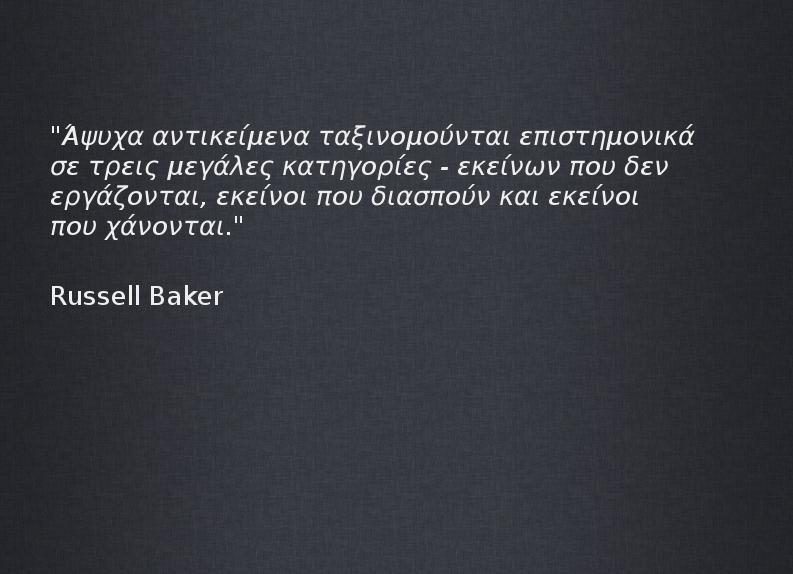 "Άψυχα αντικείμενα ταξινομούνται επιστημονικά
σε τρεις μεγάλες κατηγορίες - εκείνων που δεν
εργάζονται, εκείνοι που διασπούν και εκείνοι
που χάνονται."
Russell Baker